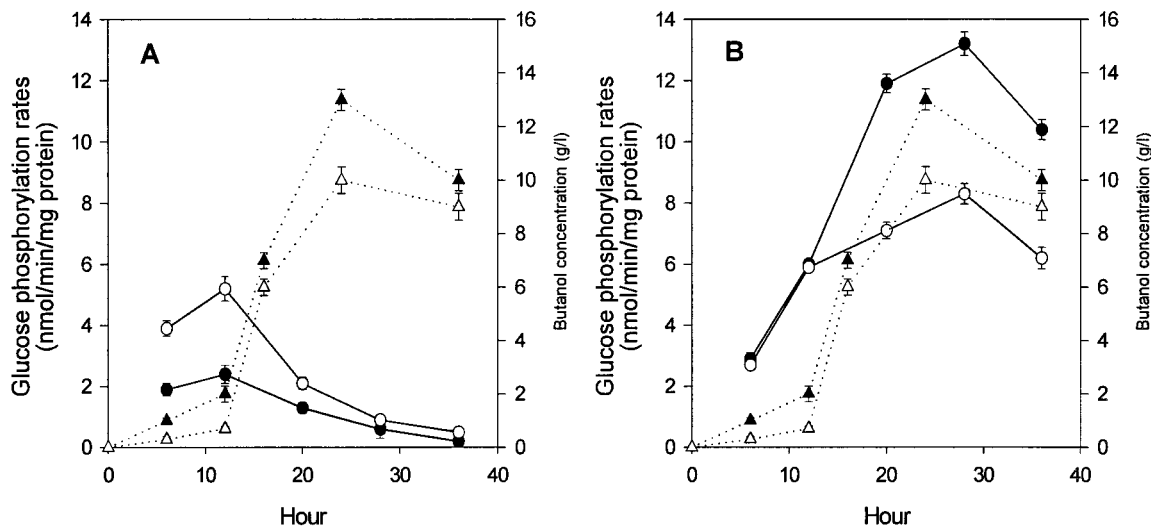 A
Glucose phosphorylation rates
(nmol/min/mg protein)
14
12
10
8
6
4
2
0
16
14
12
10
8
6
4
2
0
Butanol concentration (g/l)
0 10 20 30 40
Hour
B
Glucose phosphorylation rates
(nmol/min/mg protein)
14
12
10
8
6
4
2
0
16
14
12
10
8
6
4
2
0
Butanol concentration (g/l)
0 10 20 30 40
Hour